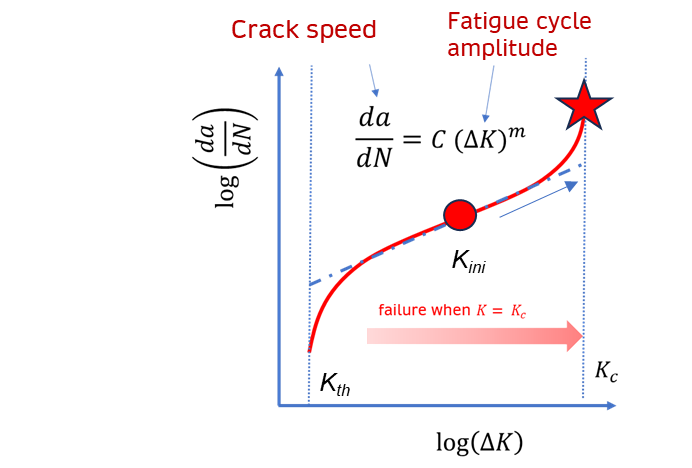 Crack speed
Fatigue cycle
amplitude
da/dN = C (ΔK)^m
log(da/dN)
K_ini
failure when K = K_c
K_th
K_c
log(ΔK)